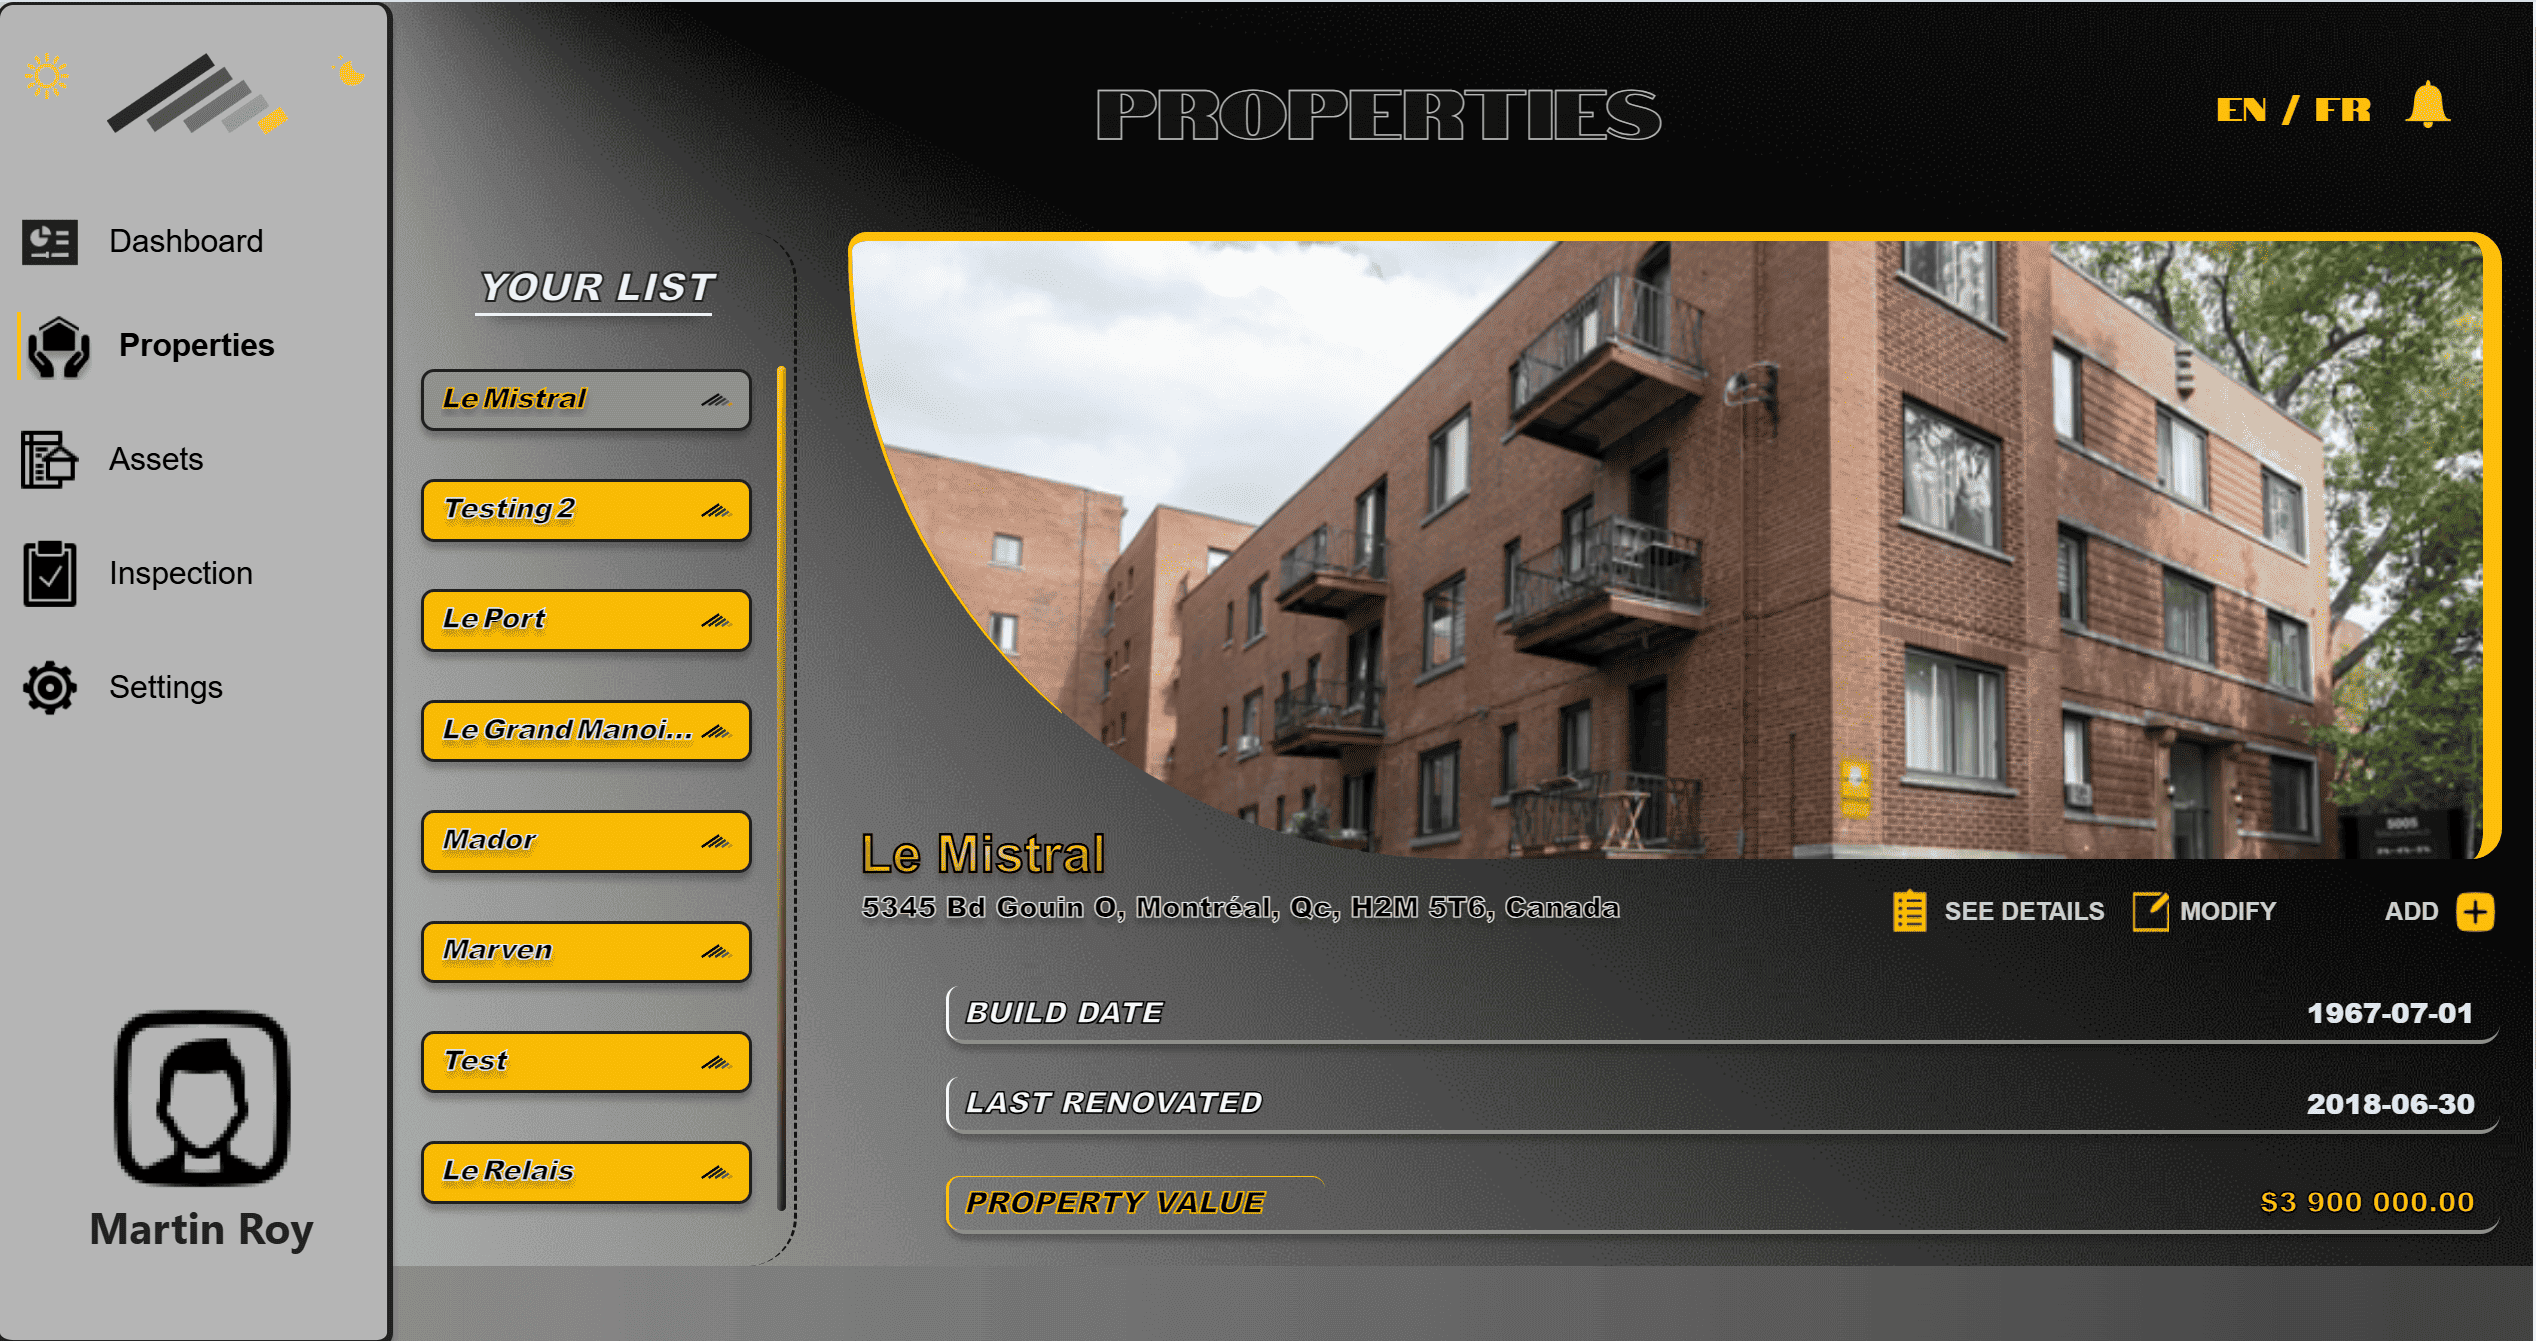 PROPERTIES
EN / FR
Dashboard
Properties
Assets
Inspection
Settings
Martin Roy
YOUR LIST
Le Mistral
Testing 2
Le Port
Le Grand Manoi...
Mador
Marven
Test
Le Relais
5005
Le Mistral
5345 Bd Gouin O, Montréal, Qc, H2M 5T6, Canada
SEE DETAILS
MODIFY
ADD
BUILD DATE
1967-07-01
LAST RENOVATED
2018-06-30
PROPERTY VALUE
$3 900 000.00